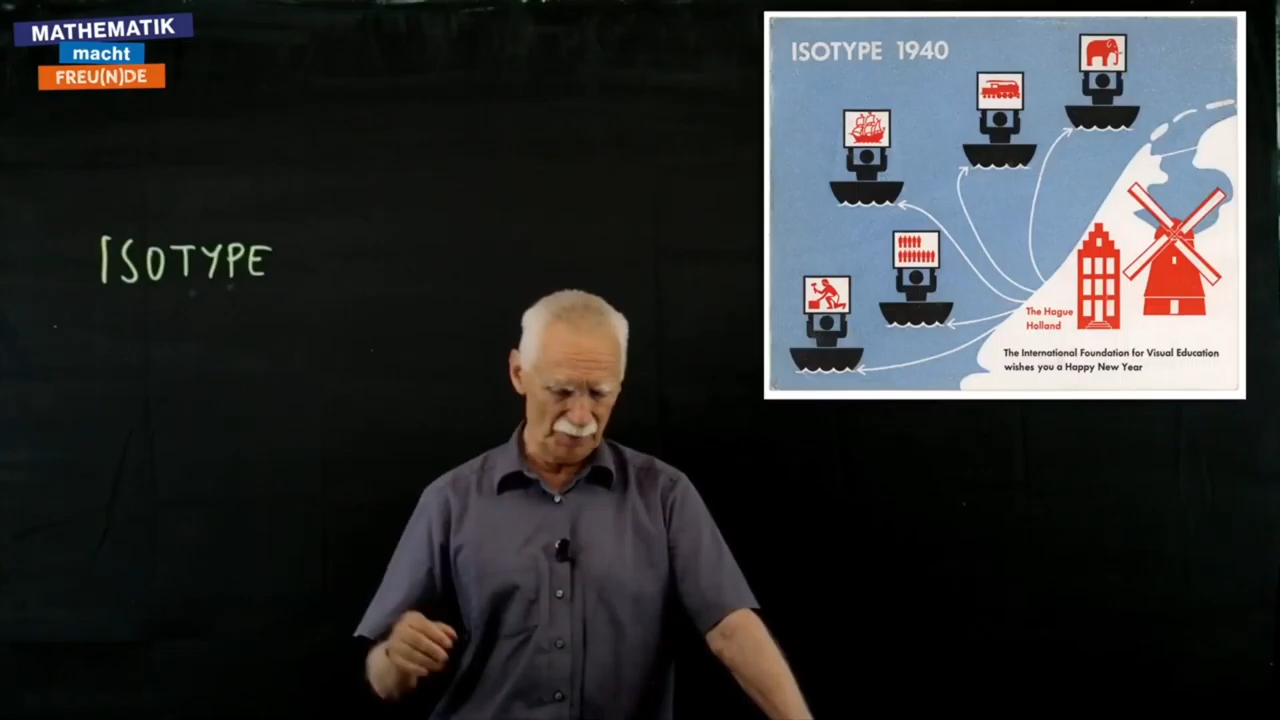 MATHEMATIK
macht
FREU(N)DE
ISOTYPE
ISOTYPE 1940
The Hague
Holland
The International Foundation for Visual Education
wishes you a Happy New Year